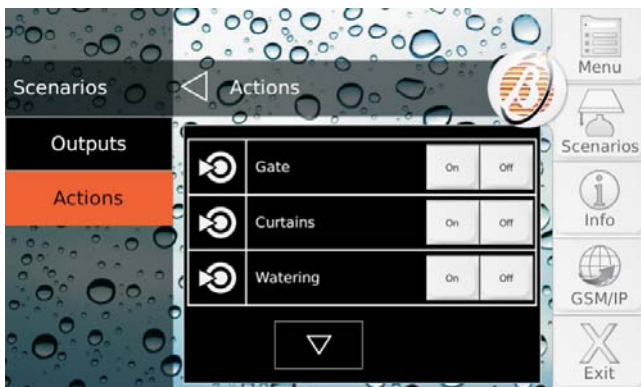 Scenarios
Actions
Outputs
Actions
Gate On Off
Curtains On Off
Watering On Off
Menu
Scenarios
Info
GSM/IP
Exit